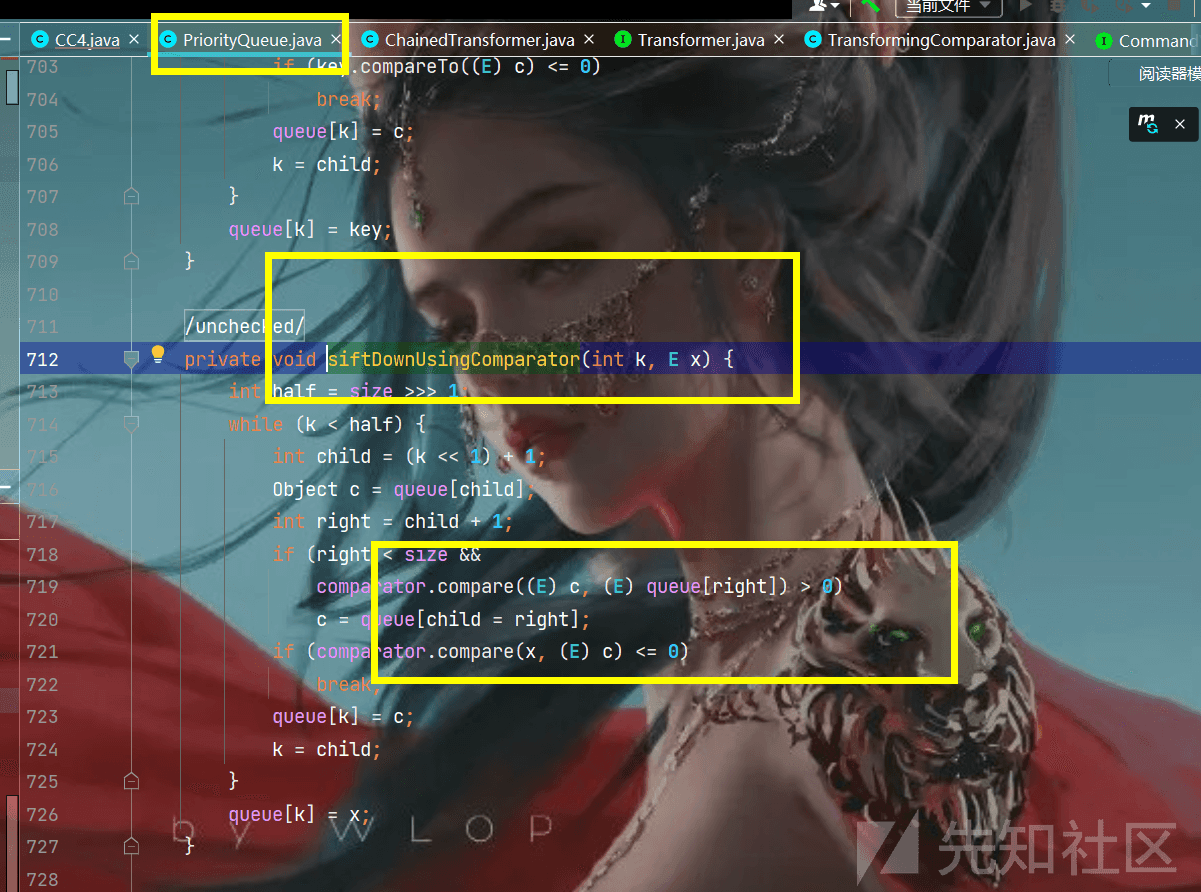 当前文件
CC4.java PriorityQueue.java ChainedTransformer.java Transformer.java TransformingComparator.java Command
703 if (key.compareTo((E) c) <= 0)
阅读器模
704 break;
705 queue[k] = c;
706 k = child;
707 }
708 queue[k] = key;
709 }
710
711 /unchecked/
712 private void siftDownUsingComparator(int k, E x) {
713 int half = size >>> 1
714 while (k < half) {
715 int child = (k << 1) + 1;
716 Object c = queue[child];
717 int right = child + 1;
718 if (right < size &&
719 comparator.compare((E) c, (E) queue[right]) > 0)
720 c = queue[child = right];
721 if (comparator.compare(x, (E) c) <= 0)
722 break;
723 queue[k] = c;
724 k = child;
725 }
726 queue[k] = x;
by WLOP
727 }
728
先知社区